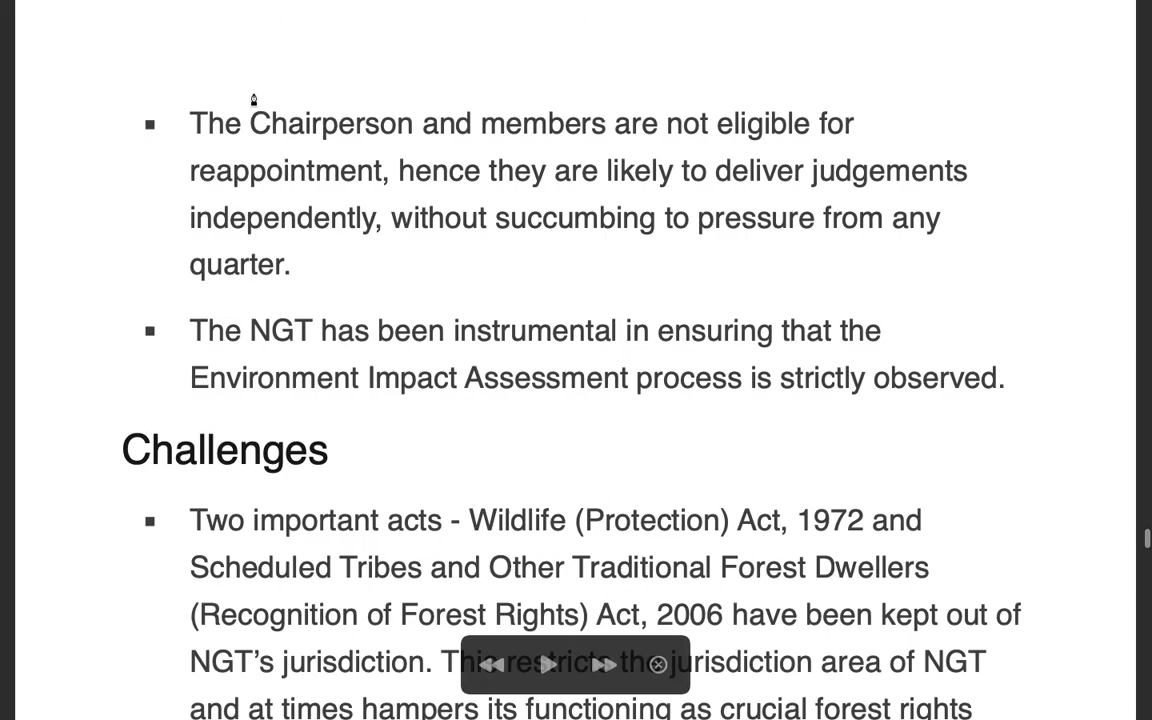 The Chairperson and members are not eligible for
reappointment, hence they are likely to deliver judgements
independently, without succumbing to pressure from any
quarter.
The NGT has been instrumental in ensuring that the
Environment Impact Assessment process is strictly observed.
Challenges
Two important acts - Wildlife (Protection) Act, 1972 and
Scheduled Tribes and Other Traditional Forest Dwellers
(Recognition of Forest Rights) Act, 2006 have been kept out of
NGT’s jurisdiction. This restricts the jurisdiction area of NGT
and at times hampers its functioning as crucial forest rights